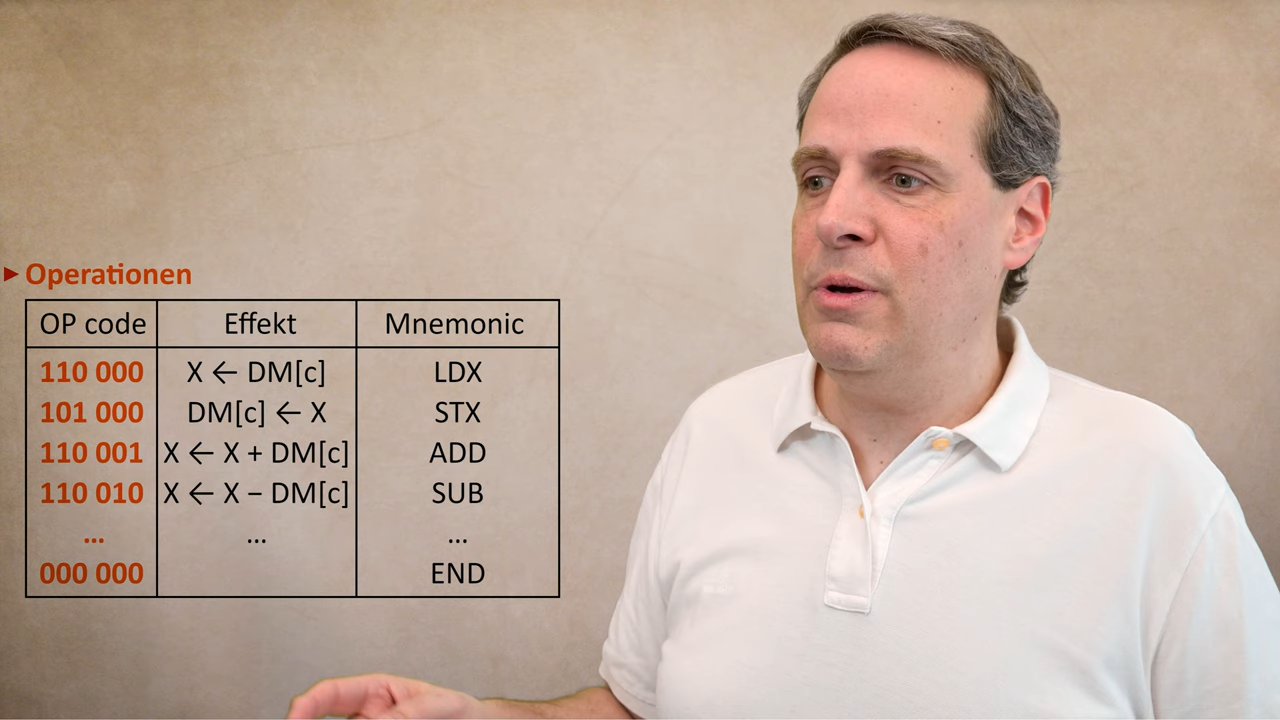 ▶ Operationen
OP code Effekt Mnemonic
110 000 X ← DM[c] LDX
101 000 DM[c] ← X STX
110 001 X ← X + DM[c] ADD
110 010 X ← X − DM[c] SUB
... ... ...
000 000 END